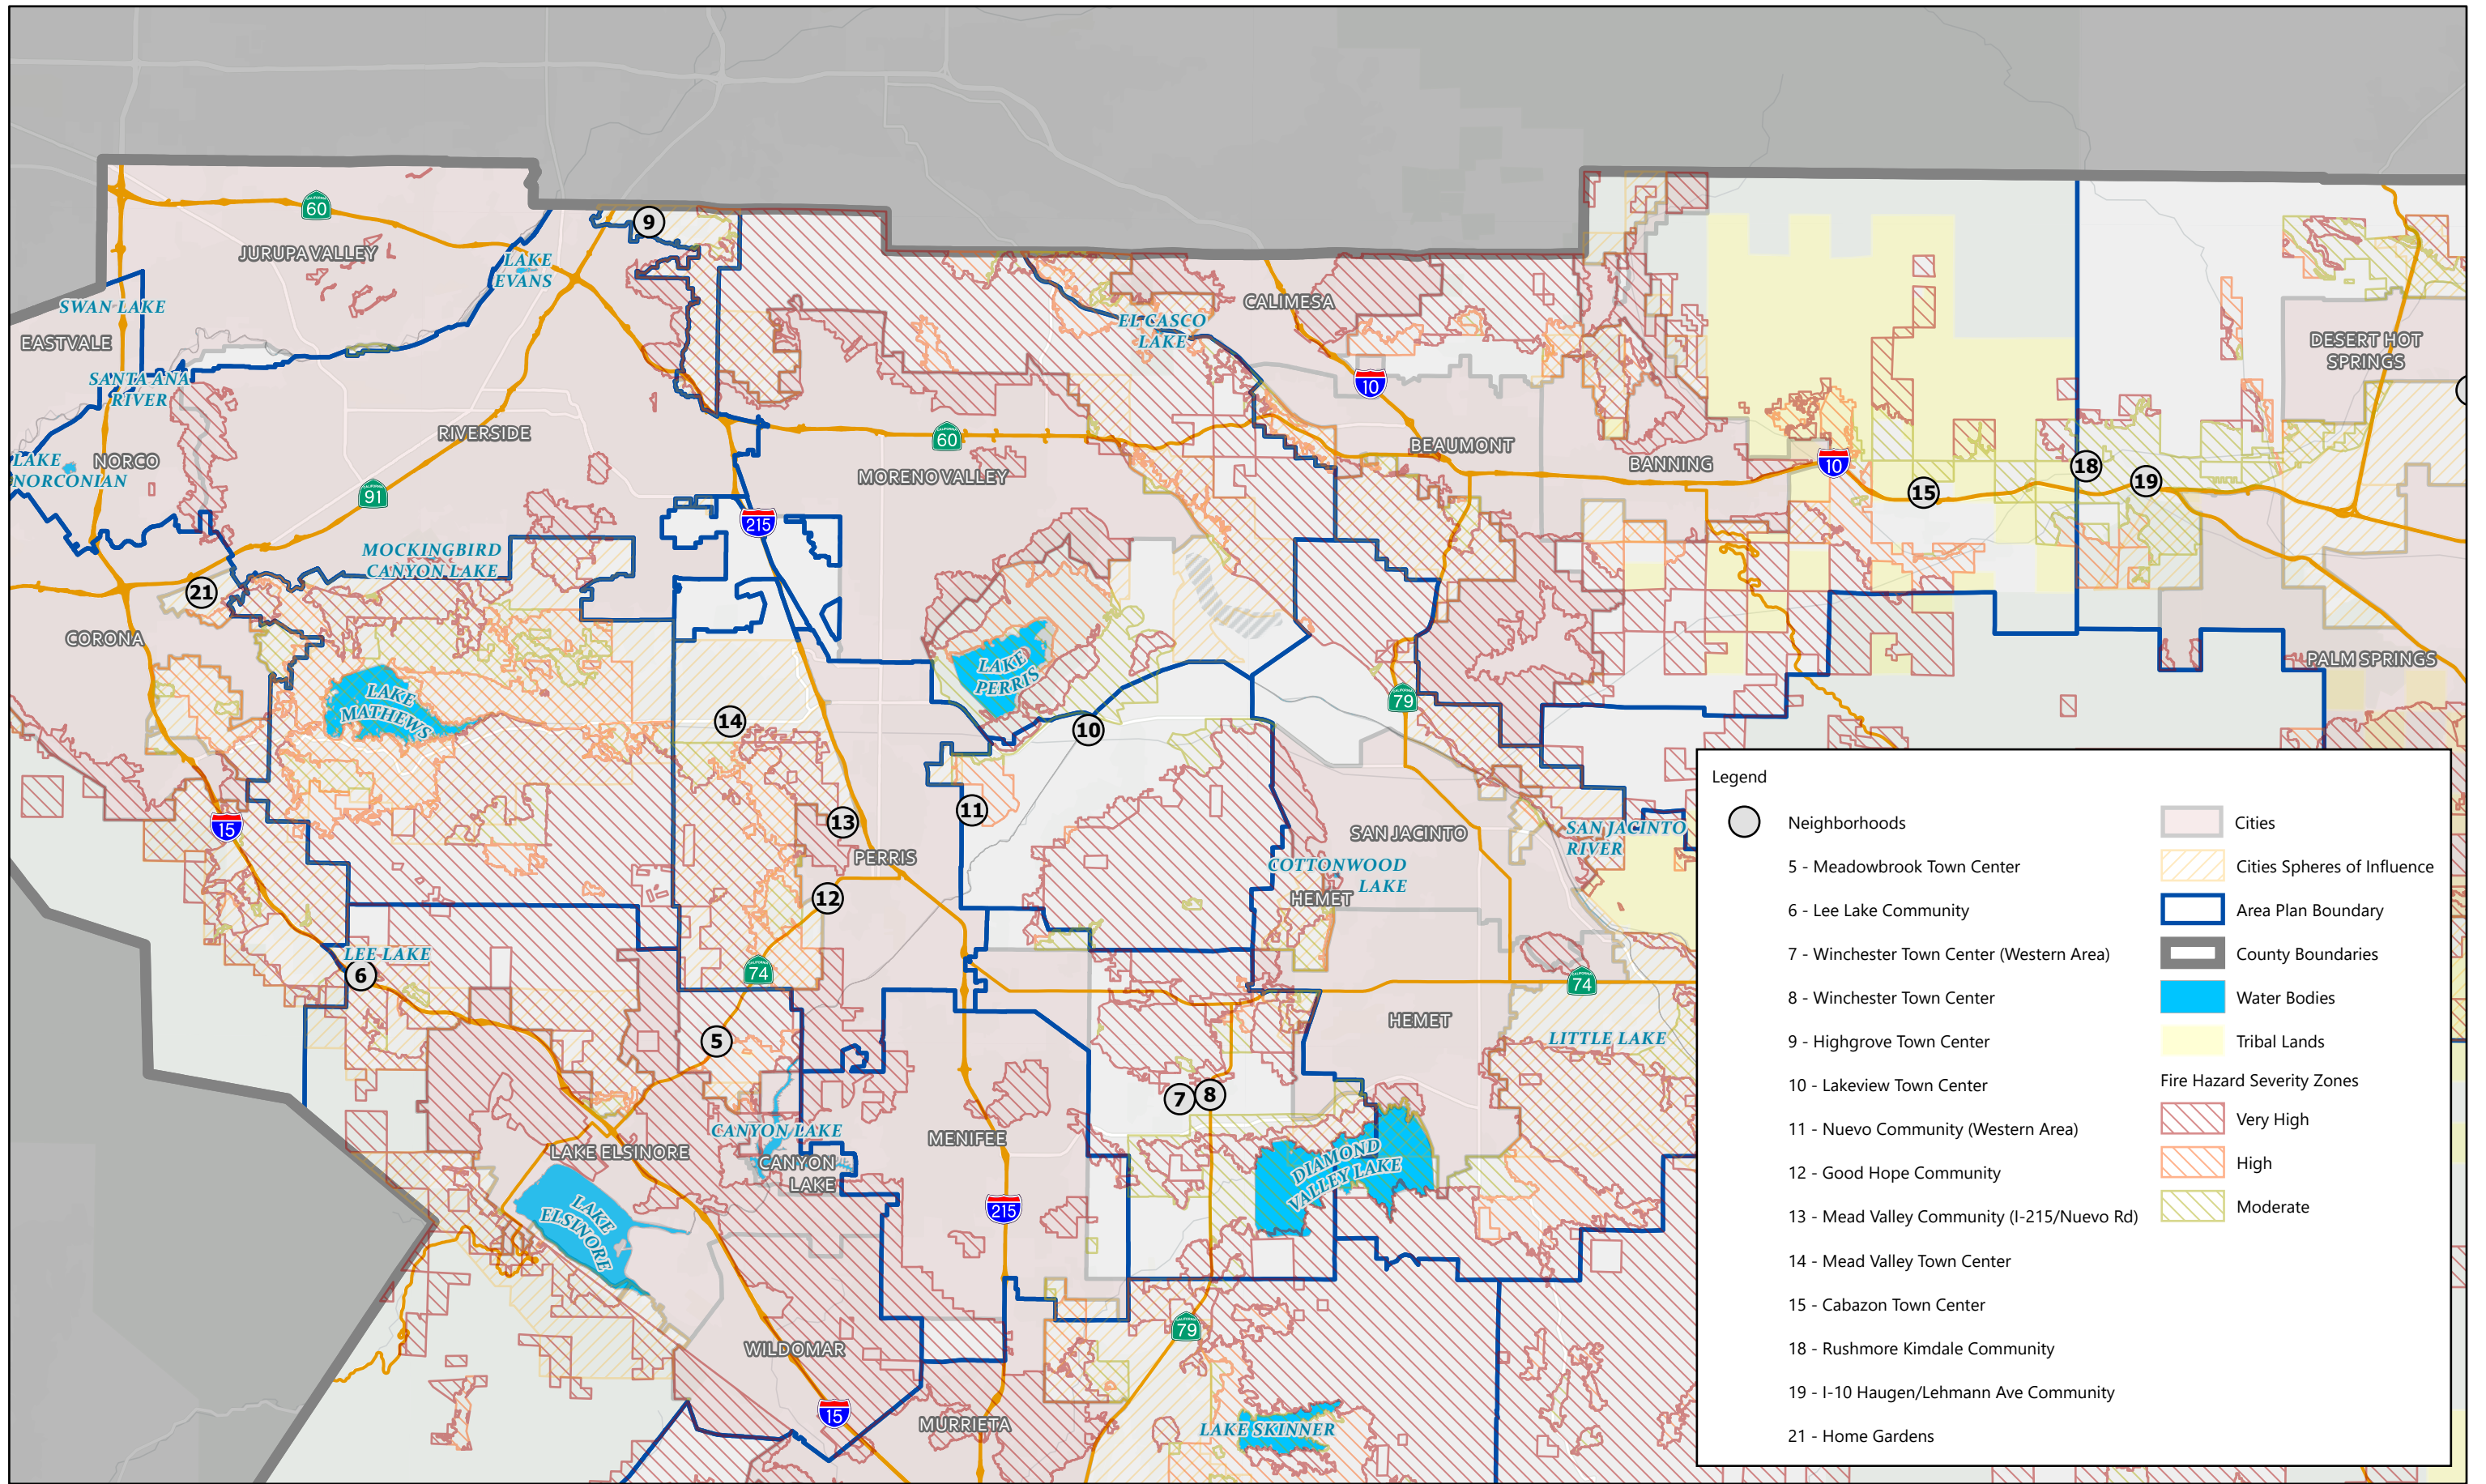 9
CALIFORNIA
60
JURUPA VALLEY
LAKE
EVANS
SWAN LAKE
EASTVALE
SANTA ANA
RIVER
CALIMESA
EL CASCO
LAKE
DESERT HOT
SPRINGS
10
RIVERSIDE
CALIFORNIA
60
BEAUMONT
BANNING
10
LAKE
NORCONIAN
NORCO
CALIFORNIA
91
MORENO VALLEY
15
18
19
215
MOCKINGBIRD
CANYON LAKE
21
CORONA
LAKE
PERRIS
PALM SPRINGS
LAKE
MATHEWS
14
10
CALIFORNIA
79
15
13
11
PERRIS
SAN JACINTO
SAN JACINTO
RIVER
COTTONWOOD
LAKE
HEMET
12
LEE LAKE
6
CALIFORNIA
74
CALIFORNIA
74
5
HEMET
LITTLE LAKE
7
8
CANYON LAKE
MENIFEE
LAKE ELSINORE
CANYON
LAKE
DIAMOND
VALLEY LAKE
LAKE
ELSINORE
215
WILDOMAR
CALIFORNIA
79
15
MURRIETA
LAKE SKINNER
Legend
Neighborhoods
5 - Meadowbrook Town Center
6 - Lee Lake Community
7 - Winchester Town Center (Western Area)
8 - Winchester Town Center
9 - Highgrove Town Center
10 - Lakeview Town Center
11 - Nuevo Community (Western Area)
12 - Good Hope Community
13 - Mead Valley Community (I-215/Nuevo Rd)
14 - Mead Valley Town Center
15 - Cabazon Town Center
18 - Rushmore Kimdale Community
19 - I-10 Haugen/Lehmann Ave Community
21 - Home Gardens
Cities
Cities Spheres of Influence
Area Plan Boundary
County Boundaries
Water Bodies
Tribal Lands
Fire Hazard Severity Zones
Very High
High
Moderate